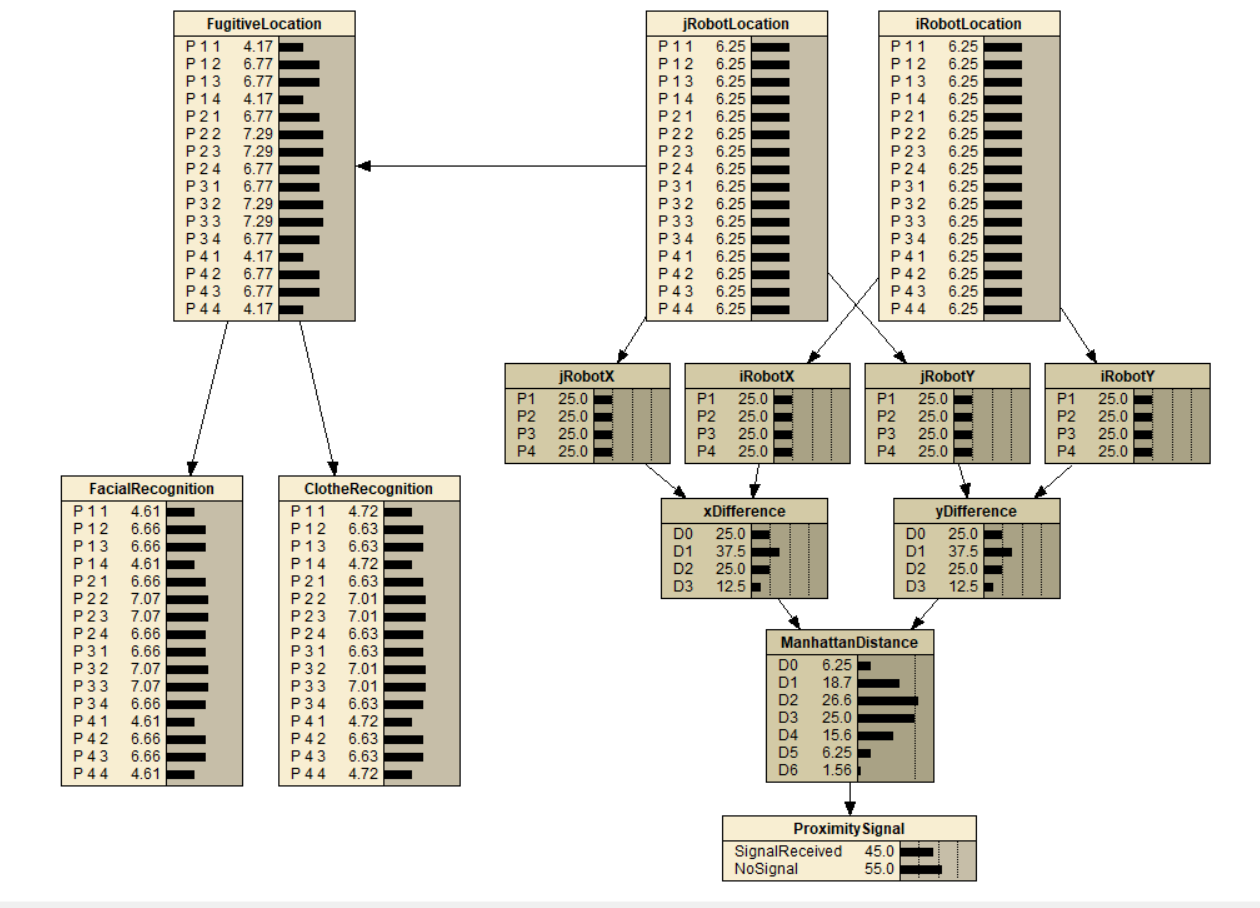 FugitiveLocation
P 1 1 4.17
P 1 2 6.77
P 1 3 6.77
P 1 4 4.17
P 2 1 6.77
P 2 2 7.29
P 2 3 7.29
P 2 4 6.77
P 3 1 6.77
P 3 2 7.29
P 3 3 7.29
P 3 4 6.77
P 4 1 4.17
P 4 2 6.77
P 4 3 6.77
P 4 4 4.17
jRobotLocation
P 1 1 6.25
P 1 2 6.25
P 1 3 6.25
P 1 4 6.25
P 2 1 6.25
P 2 2 6.25
P 2 3 6.25
P 2 4 6.25
P 3 1 6.25
P 3 2 6.25
P 3 3 6.25
P 3 4 6.25
P 4 1 6.25
P 4 2 6.25
P 4 3 6.25
P 4 4 6.25
iRobotLocation
P 1 1 6.25
P 1 2 6.25
P 1 3 6.25
P 1 4 6.25
P 2 1 6.25
P 2 2 6.25
P 2 3 6.25
P 2 4 6.25
P 3 1 6.25
P 3 2 6.25
P 3 3 6.25
P 3 4 6.25
P 4 1 6.25
P 4 2 6.25
P 4 3 6.25
P 4 4 6.25
jRobotX
P1 25.0
P2 25.0
P3 25.0
P4 25.0
iRobotX
P1 25.0
P2 25.0
P3 25.0
P4 25.0
jRobotY
P1 25.0
P2 25.0
P3 25.0
P4 25.0
iRobotY
P1 25.0
P2 25.0
P3 25.0
P4 25.0
FacialRecognition
P 1 1 4.61
P 1 2 6.66
P 1 3 6.66
P 1 4 4.61
P 2 1 6.66
P 2 2 7.07
P 2 3 7.07
P 2 4 6.66
P 3 1 6.66
P 3 2 7.07
P 3 3 7.07
P 3 4 6.66
P 4 1 4.61
P 4 2 6.66
P 4 3 6.66
P 4 4 4.61
ClotheRecognition
P 1 1 4.72
P 1 2 6.63
P 1 3 6.63
P 1 4 4.72
P 2 1 6.63
P 2 2 7.01
P 2 3 7.01
P 2 4 6.63
P 3 1 6.63
P 3 2 7.01
P 3 3 7.01
P 3 4 6.63
P 4 1 4.72
P 4 2 6.63
P 4 3 6.63
P 4 4 4.72
xDifference
D0 25.0
D1 37.5
D2 25.0
D3 12.5
yDifference
D0 25.0
D1 37.5
D2 25.0
D3 12.5
ManhattanDistance
D0 6.25
D1 18.7
D2 26.6
D3 25.0
D4 15.6
D5 6.25
D6 1.56
ProximitySignal
SignalReceived 45.0
NoSignal 55.0